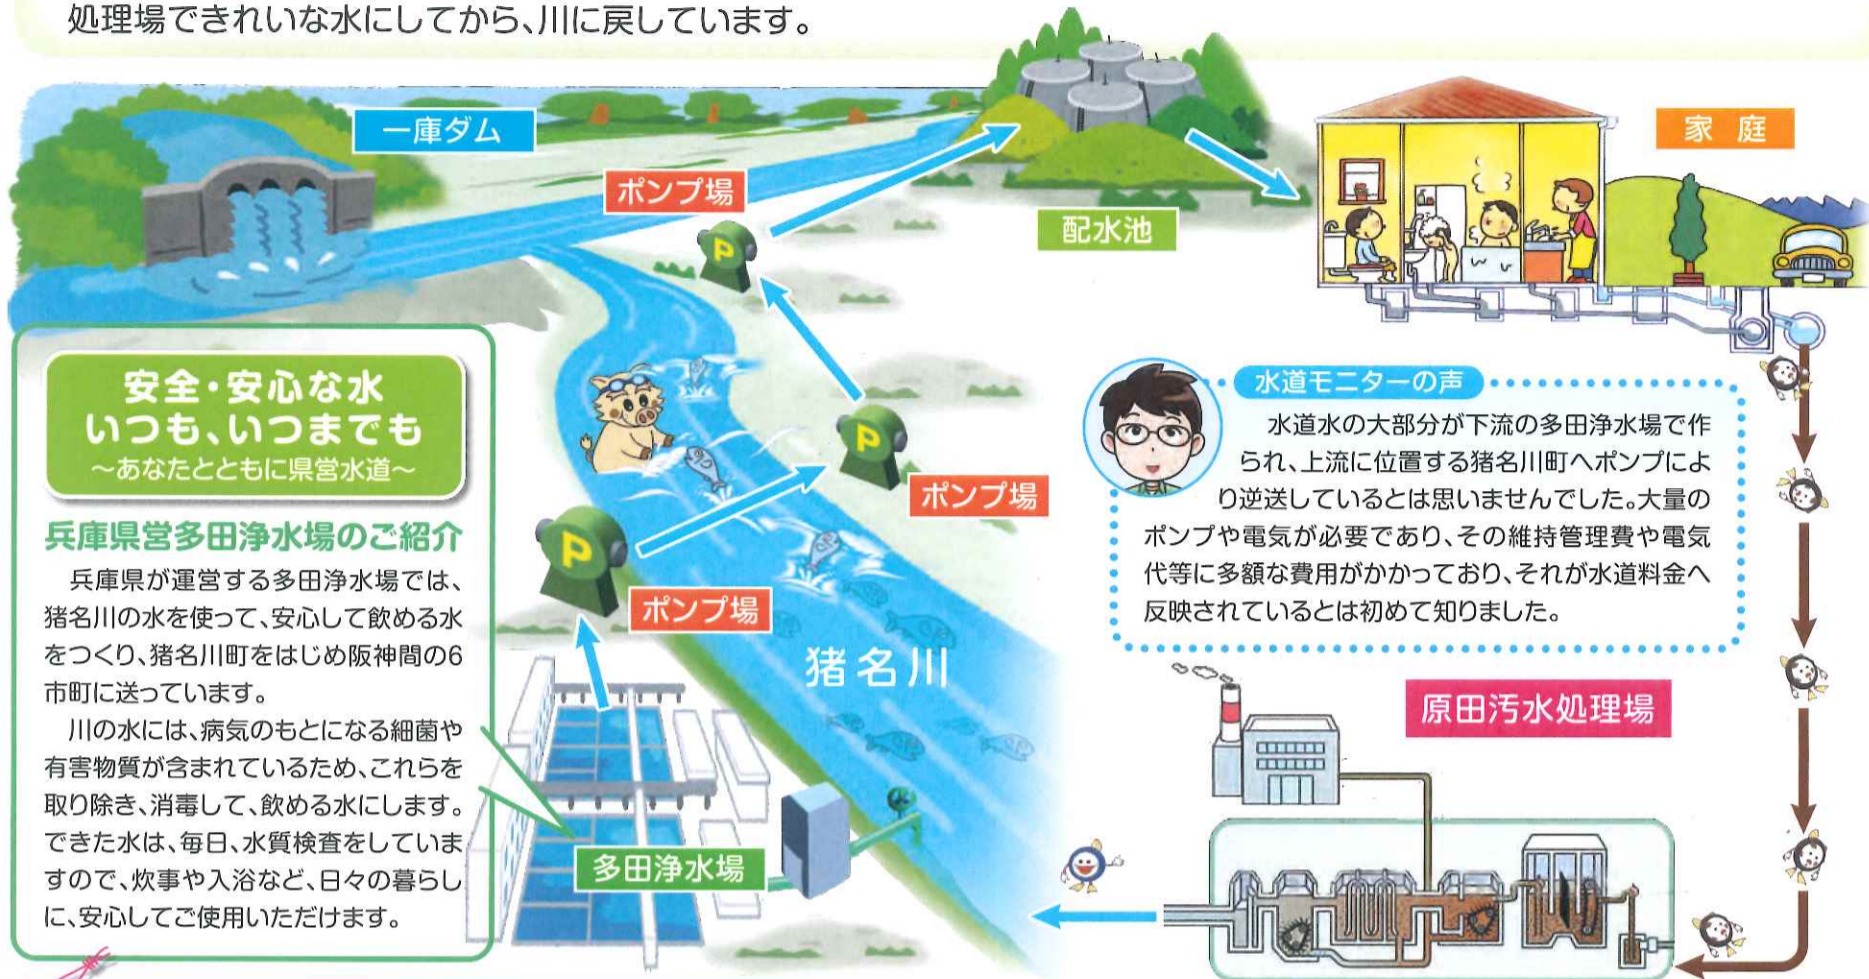 処理場できれいな水にしてから、川に戻しています。
一庫ダム
ポンプ場
配水池
家 庭
P
P
ポンプ場
P
ポンプ場
猪名川
多田浄水場
安全・安心な水
いつも、いつまでも
~あなたとともに県営水道~
兵庫県営多田浄水場のご紹介
兵庫県が運営する多田浄水場では、
猪名川の水を使って、安心して飲める水
をつくり、猪名川町をはじめ阪神間の6
市町に送っています。
川の水には、病気のもとになる細菌や
有害物質が含まれているため、これらを
取り除き、消毒して、飲める水にします。
できた水は、毎日、水質検査をしていま
すので、炊事や入浴など、日々の暮らし
に、安心してご使用いただけます。
水道モニターの声
水道水の大部分が下流の多田浄水場で作
られ、上流に位置する猪名川町へポンプによ
り逆送しているとは思いませんでした。大量の
ポンプや電気が必要であり、その維持管理費や電気
代等に多額な費用がかかっており、それが水道料金へ
反映されているとは初めて知りました。
原田汚水処理場